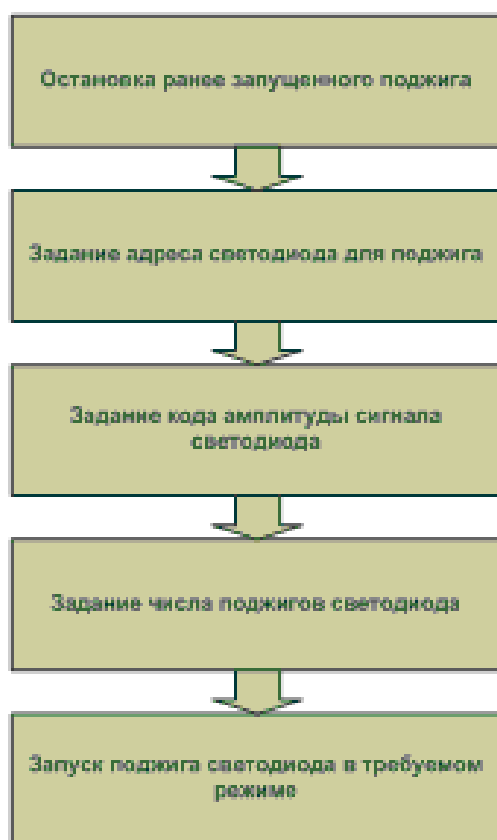 Остановка ранее запущенного поджига
Задание адреса светодиода для поджига
Задание кода амплитуды сигнала
светодиода
Задание числа поджигов светодиода
Запуск поджига светодиода в требуемом
режиме